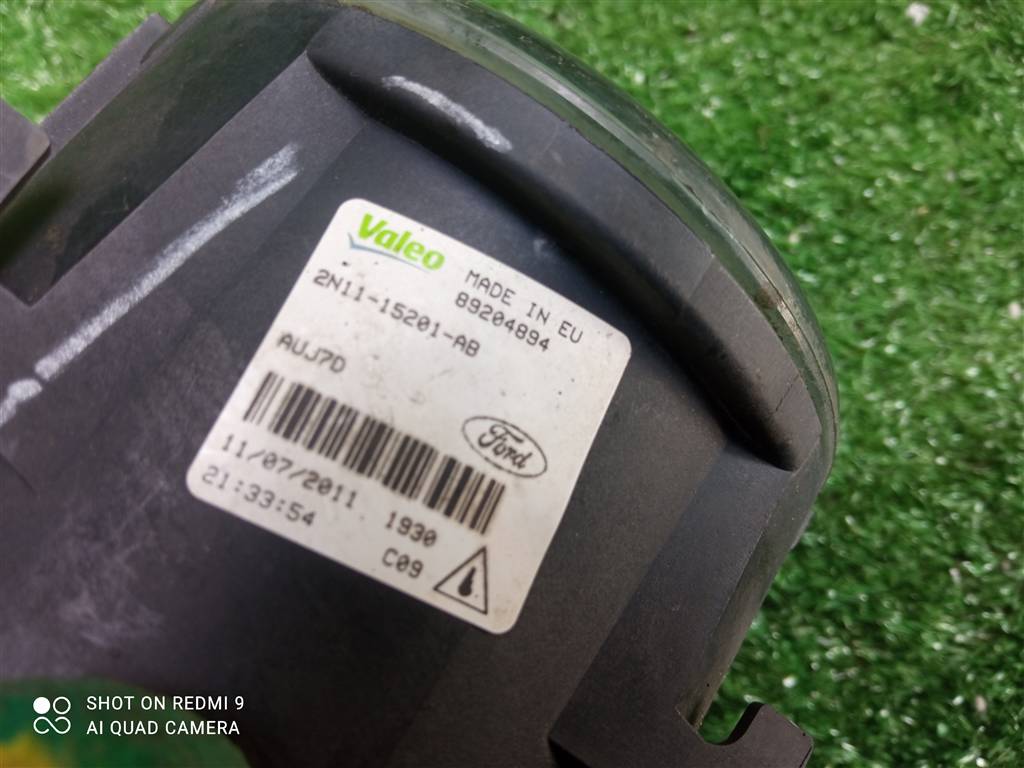 Valeo
MADE IN EU
89204894
2N11-15201-AB
AUJ7D
Ford
11/07/2011 1930
21:33:54
C09
SHOT ON REDMI 9
AI QUAD CAMERA